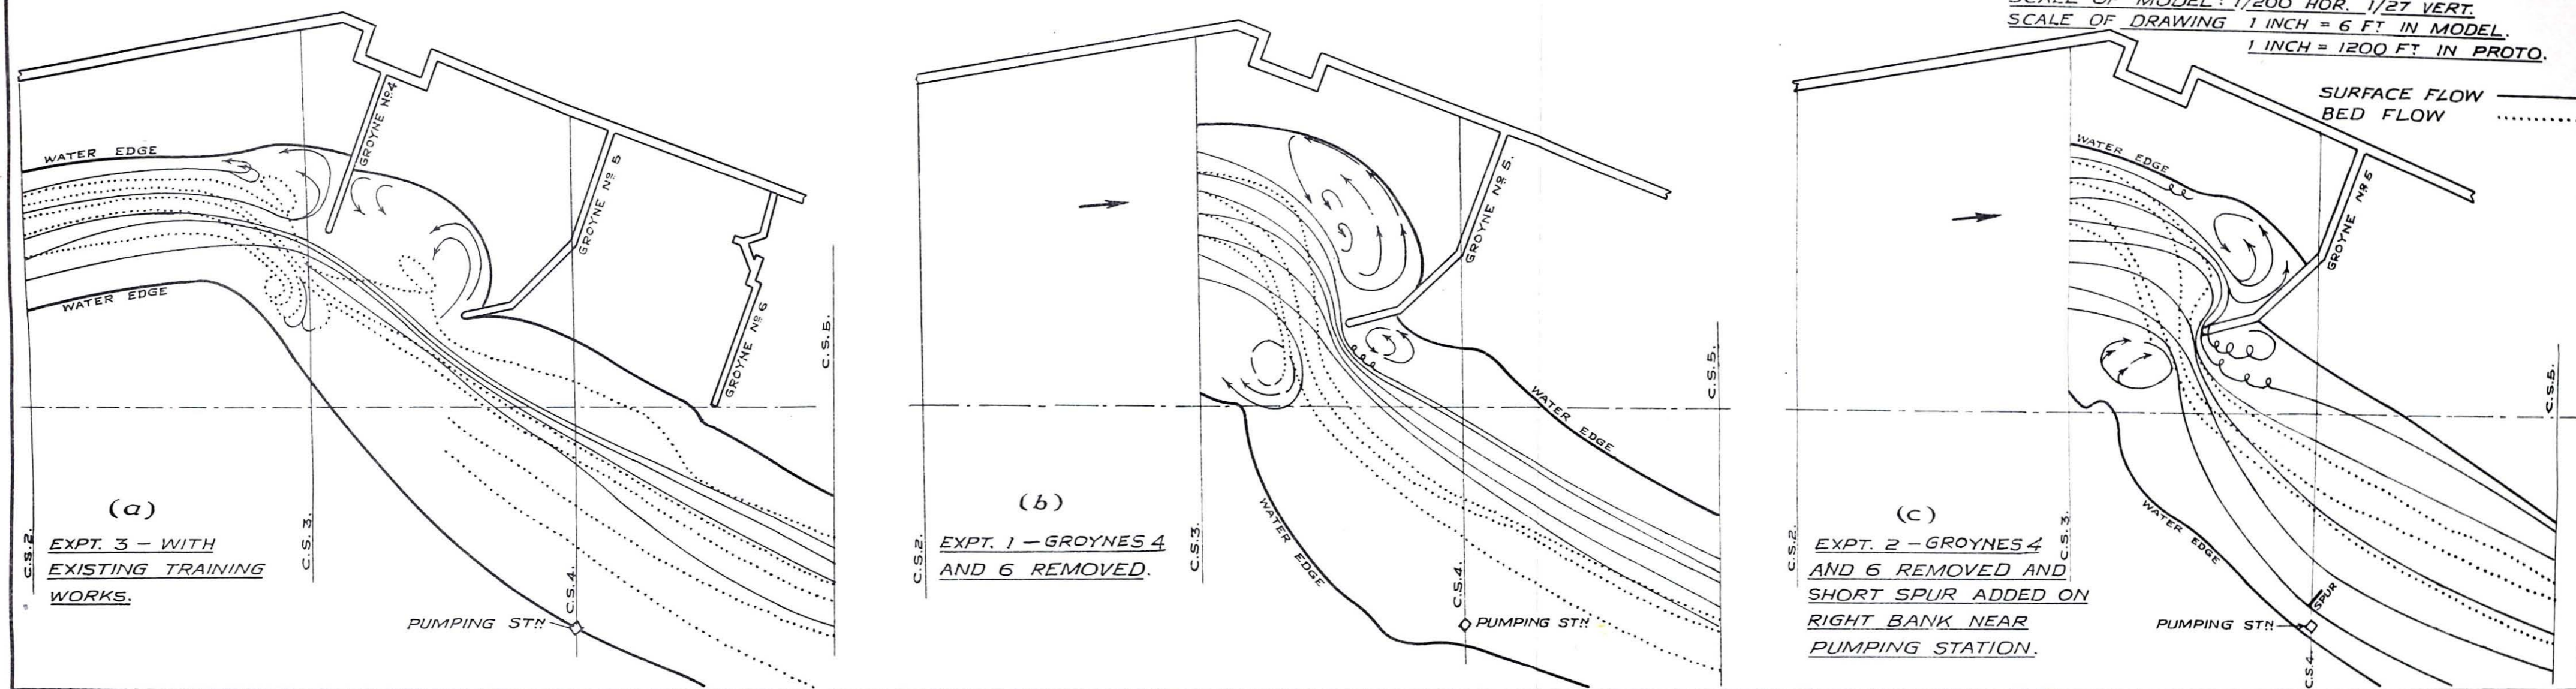 SCALE OF MODEL: 1/200 HOR. 1/27 VERT.
SCALE OF DRAWING 1 INCH = 6 FT IN MODEL.
1 INCH = 1200 FT IN PROTO.
SURFACE FLOW
BED FLOW
WATER EDGE
WATER EDGE
GROYNE Nº4
GROYNE Nº 5
GROYNE Nº 6
C.S.2.
C.S. 3.
C.S.4.
C.S.5.
(a)
EXPT. 3 – WITH
EXISTING TRAINING
WORKS.
PUMPING STN
GROYNE Nº 5.
WATER EDGE
WATER EDGE
C.S.2.
C.S.3.
C.S.4.
C.S.5.
(b)
EXPT. 1 – GROYNES 4
AND 6 REMOVED.
PUMPING STN
WATER EDGE
GROYNE Nº 5
WATER EDGE
C.S.2.
C.S.3.
C.S.4.
C.S.5.
(c)
EXPT. 2 – GROYNES 4
AND 6 REMOVED AND
SHORT SPUR ADDED ON
RIGHT BANK NEAR
PUMPING STATION.
SPUR
PUMPING STN